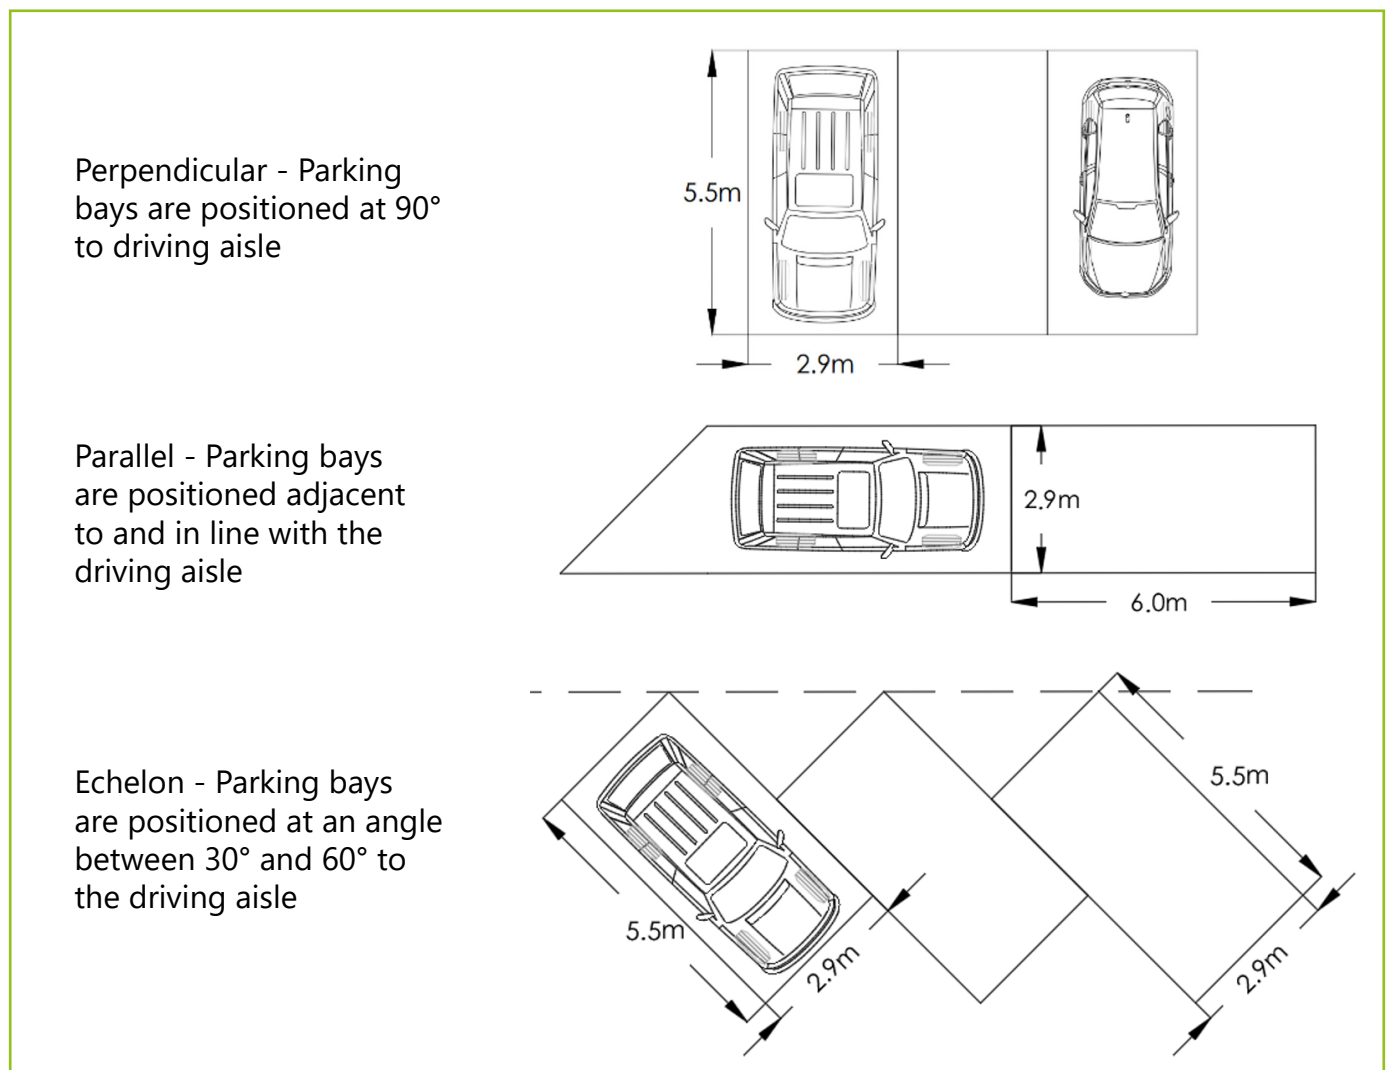 Perpendicular - Parking
bays are positioned at 90°
to driving aisle
5.5m
2.9m
Parallel - Parking bays
are positioned adjacent
to and in line with the
driving aisle
2.9m
6.0m
Echelon - Parking bays
are positioned at an angle
between 30° and 60° to
the driving aisle
5.5m
5.5m
2.9m
2.9m